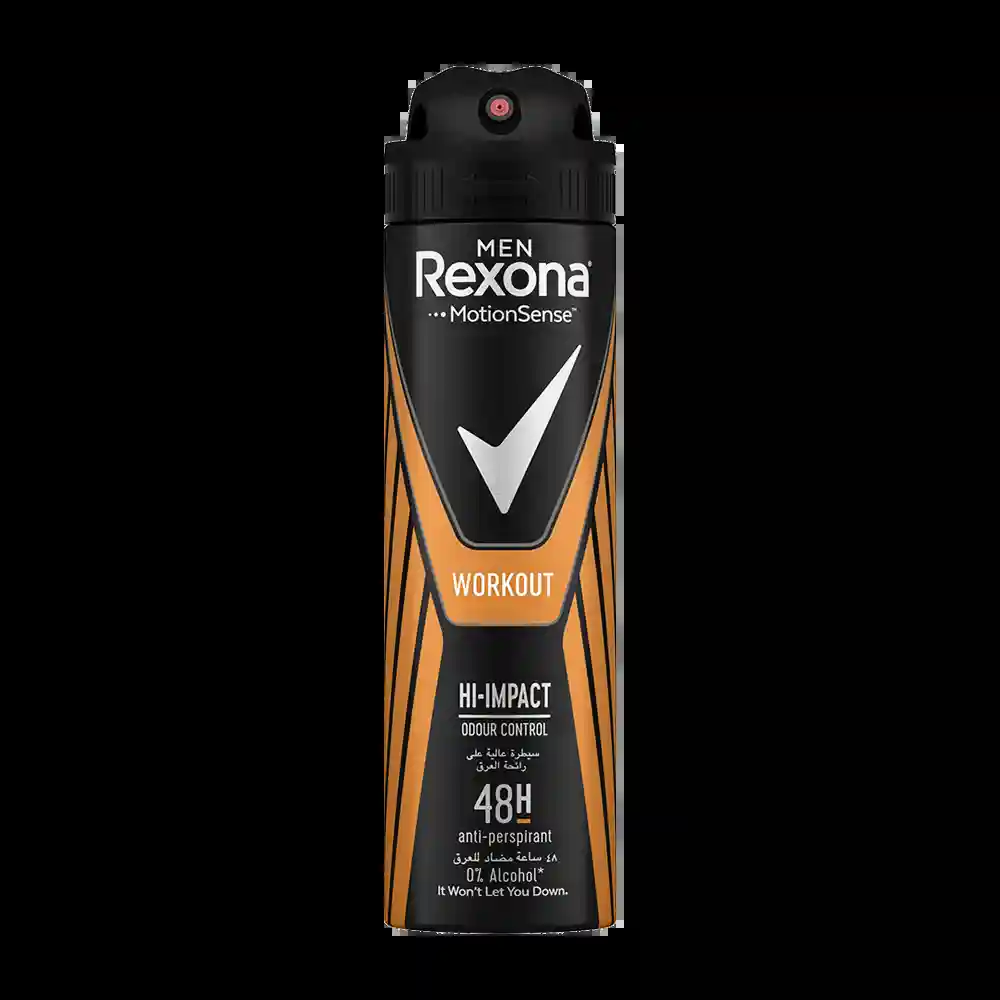 MEN
Rexona®
MotionSense™
WORKOUT
HI-IMPACT
ODOUR CONTROL
سيطرة عالية على
رائحة العرق
48H
anti-perspirant
٤٨ ساعة مضاد للعرق
0% Alcohol*
It Won't Let You Down.